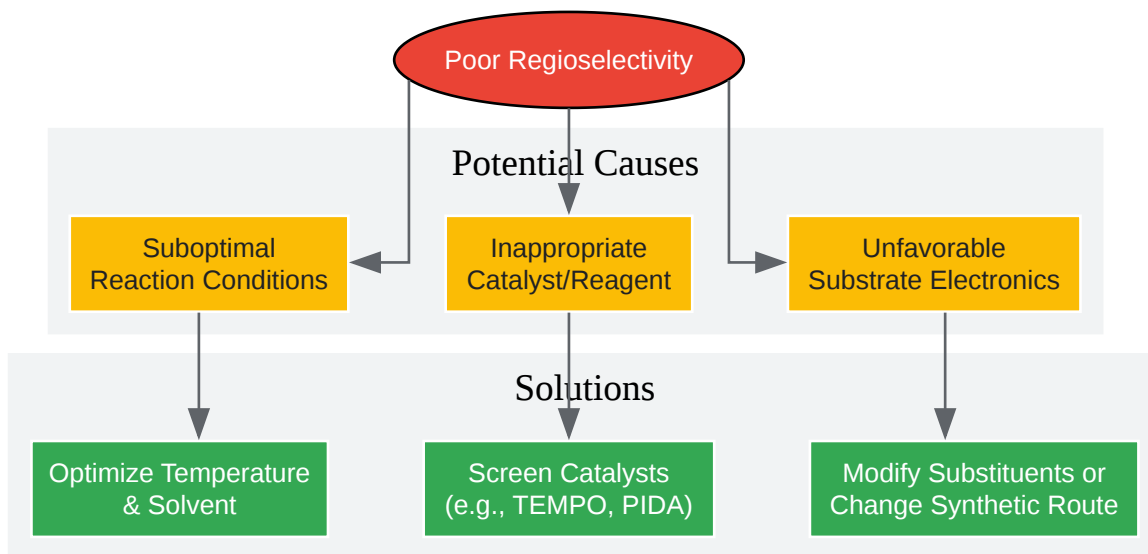 Poor Regioselectivity
Potential Causes
Suboptimal
Reaction Conditions
Inappropriate
Catalyst/Reagent
Unfavorable
Substrate Electronics
Solutions
Optimize Temperature
& Solvent
Screen Catalysts
(e.g., TEMPO, PIDA)
Modify Substituents or
Change Synthetic Route